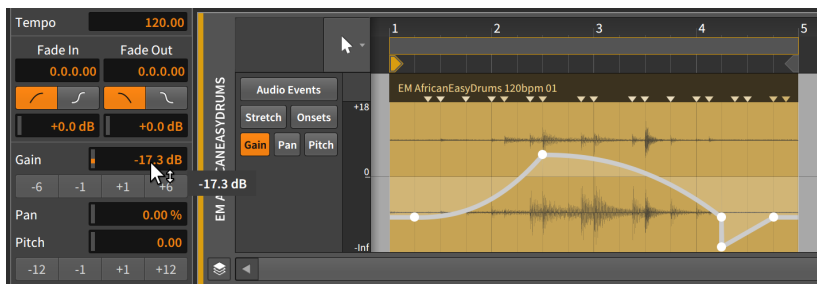 Tempo 120.00
Fade In Fade Out
0.0.0.00 0.0.0.00
+0.0 dB +0.0 dB
Gain -17.3 dB
-6 -1 +1 +6
-17.3 dB
Pan 0.00 %
Pitch 0.00
-12 -1 +1 +12
1 2 3 4 5
Audio Events
Stretch Onsets
Gain Pan Pitch
EM AFRICANEASYDRUMS
EM AfricanEasyDrums 120bpm 01
+18
0
-Inf